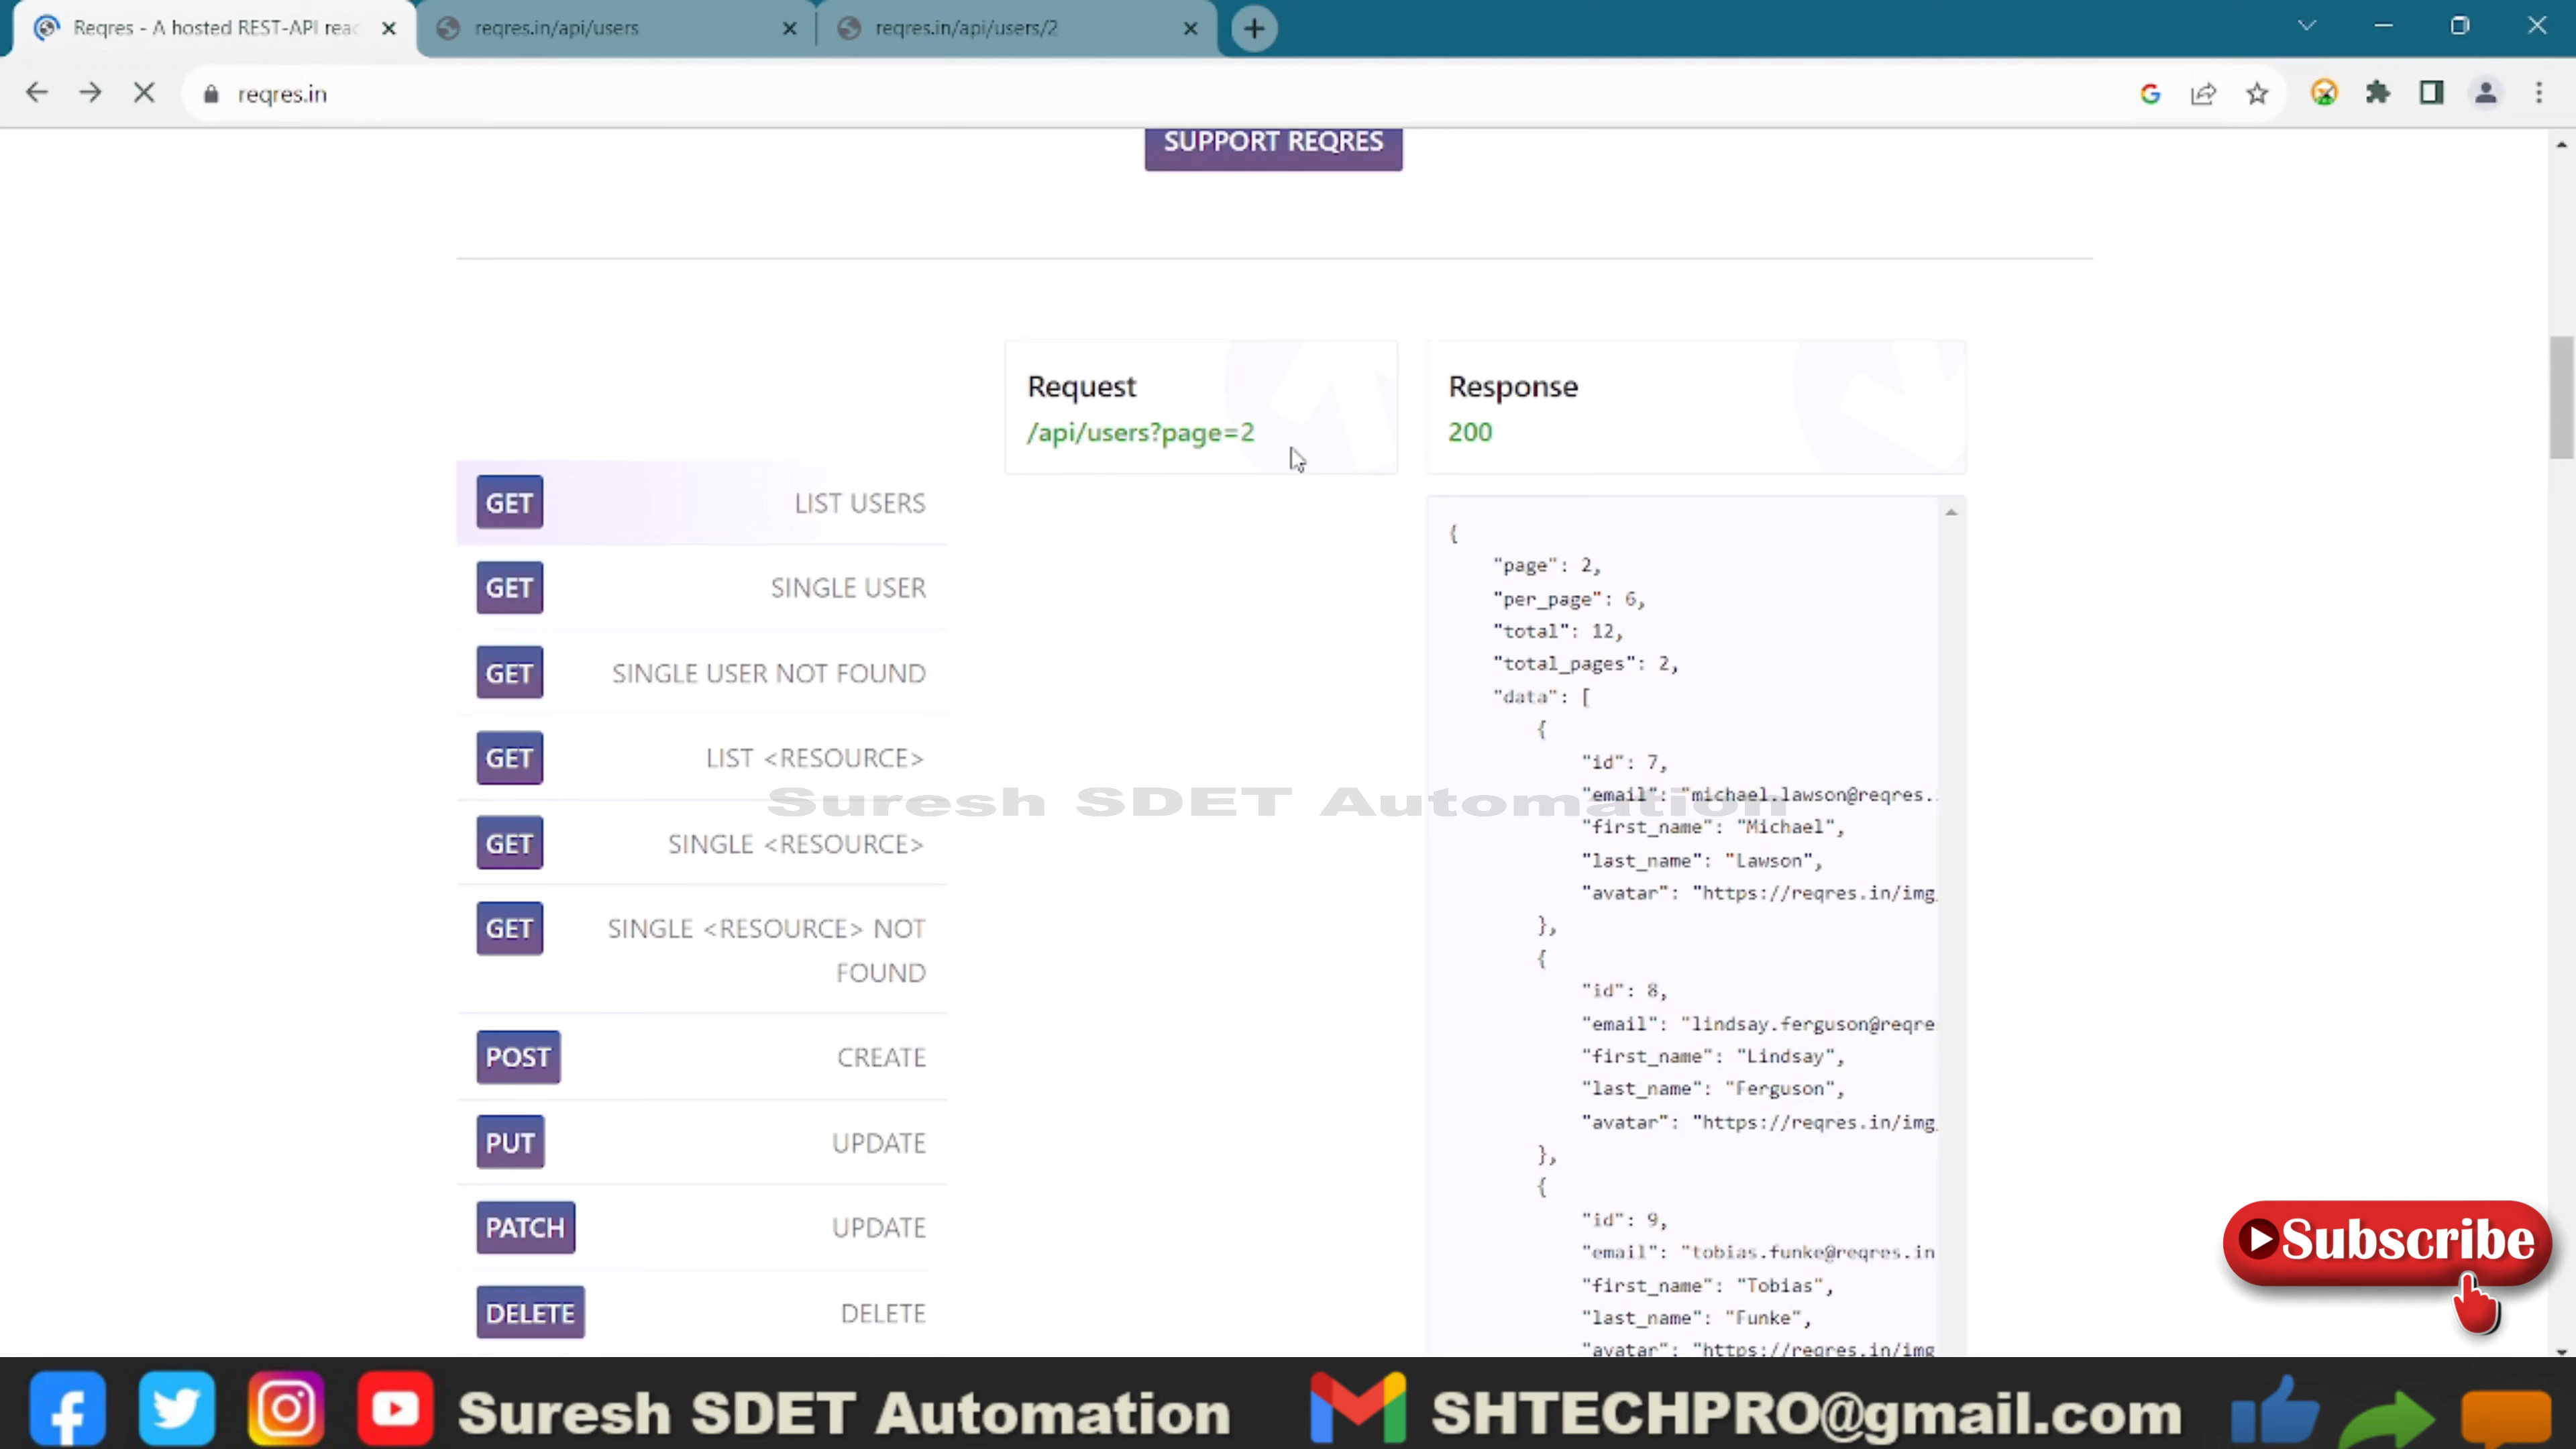 Reqres - A hosted REST-API reac
reqres.in/api/users
reqres.in/api/users/2
reqres.in
SUPPORT REQRES
Request
/api/users?page=2
Response
200
GET LIST USERS
GET SINGLE USER
GET SINGLE USER NOT FOUND
GET LIST <RESOURCE>
GET SINGLE <RESOURCE>
GET SINGLE <RESOURCE> NOT
FOUND
POST CREATE
PUT UPDATE
PATCH UPDATE
DELETE DELETE
{
"page": 2,
"per_page": 6,
"total": 12,
"total_pages": 2,
"data": [
{
"id": 7,
"email": "michael.lawson@reqres.
"first_name": "Michael",
"last_name": "Lawson",
"avatar": "https://reqres.in/img
},
{
"id": 8,
"email": "lindsay.ferguson@reqre
"first_name": "Lindsay",
"last_name": "Ferguson",
"avatar": "https://reqres.in/img
},
{
"id": 9,
"email": "tobias.funke@reqres.in
"first_name": "Tobias",
"last_name": "Funke",
"avatar": "https://reqres.in/img
Suresh SDET Automation
Subscribe
Suresh SDET Automation
SHTECHPRO@gmail.com